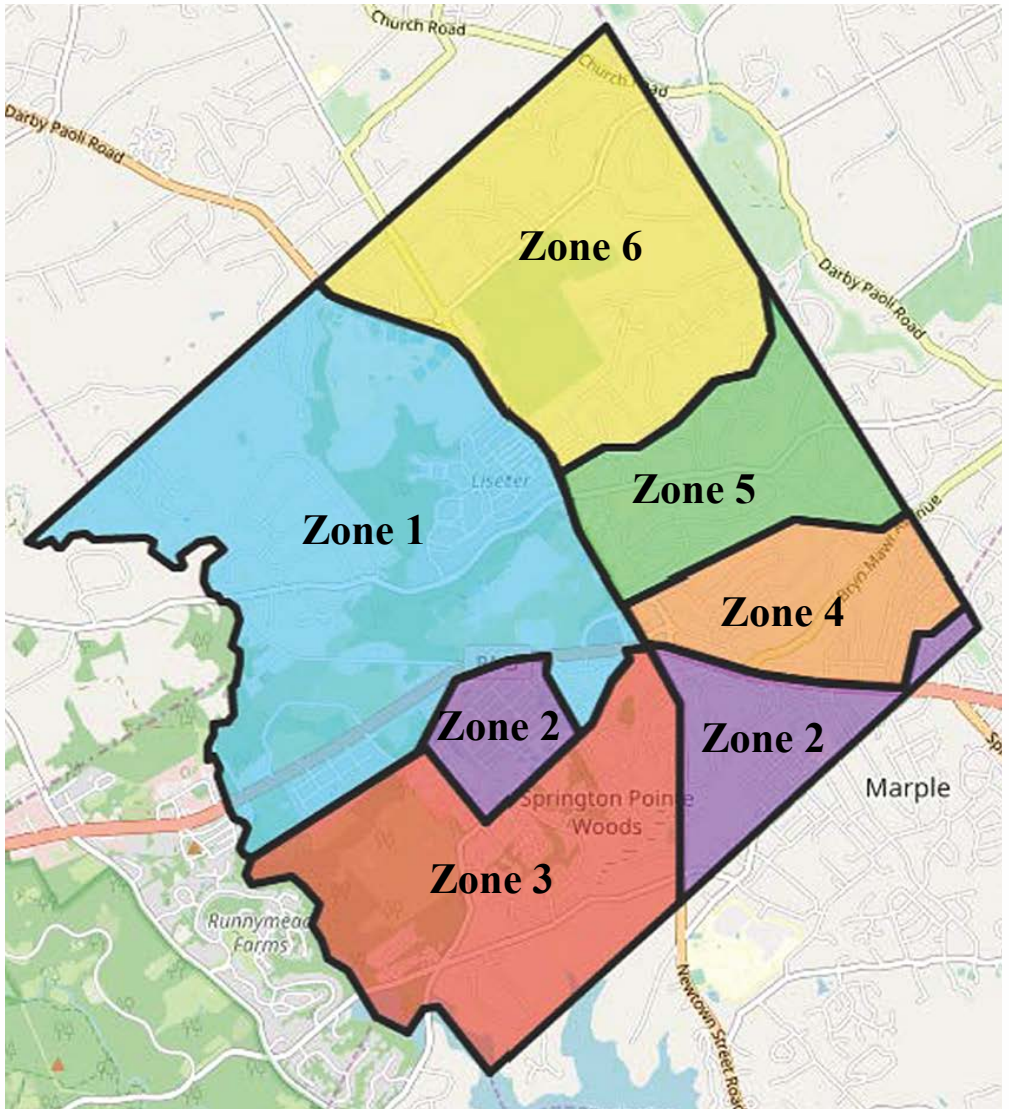 Church Road
Church Road
Darby Paoli Road
Zone 6
Darby Paoli Road
Liseter
Zone 5
Zone 1
Bryn Mawr Avenue
Zone 4
Zone 2
Zone 2
Marple
Springton Pointe
Woods
Zone 3
Runnymead
Farms
Newtown Street Road